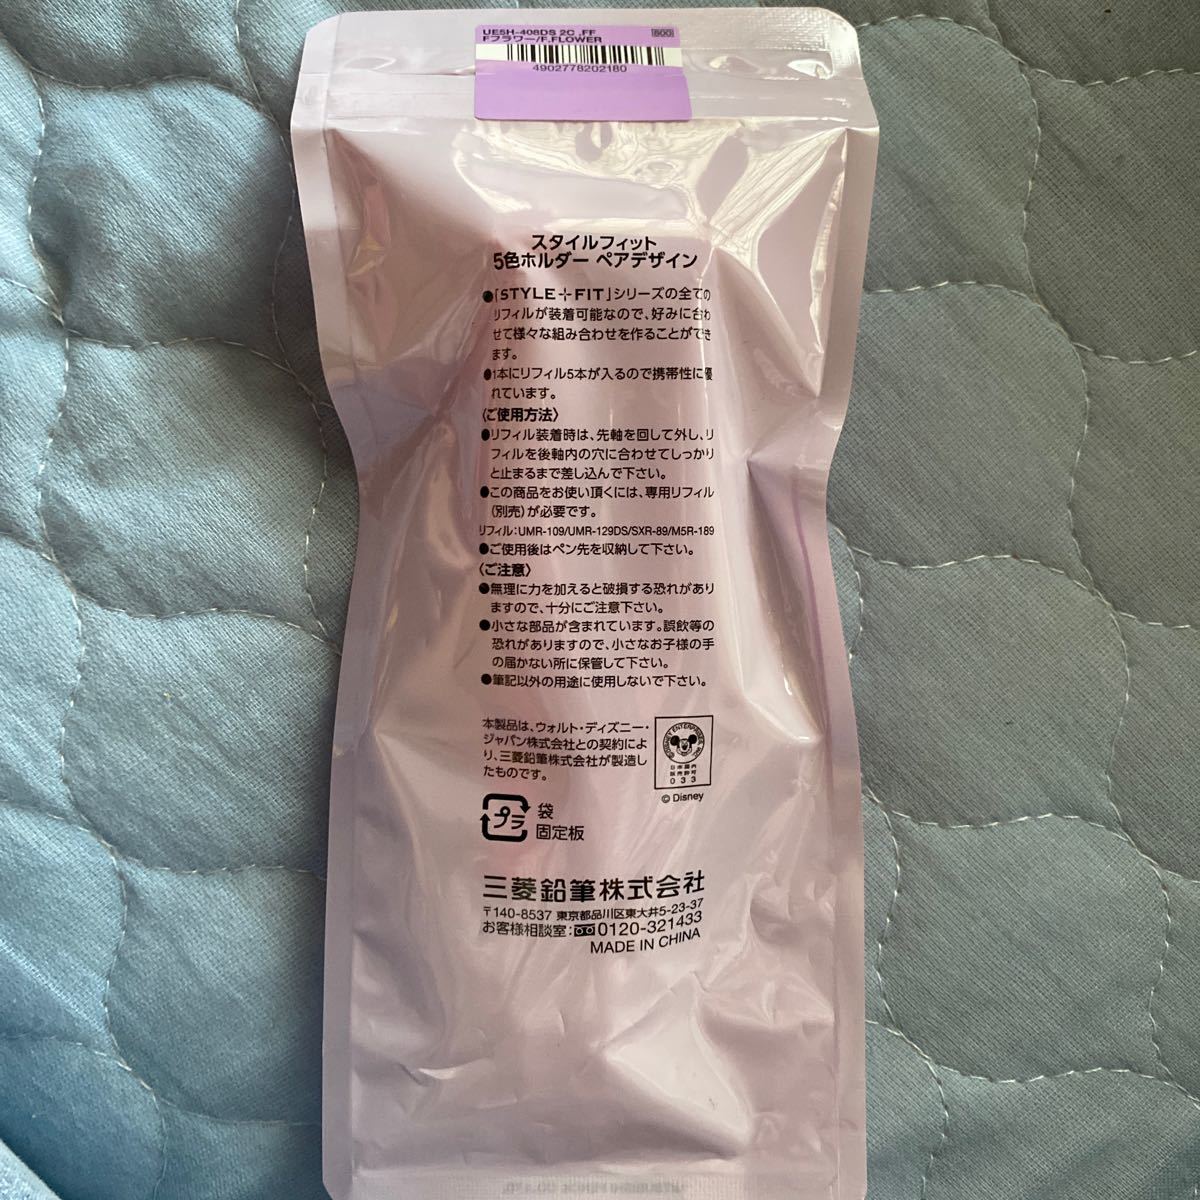 UE5H-408DS 2C .FF
Fフラワー/F.FLOWER
800
4902778202180
スタイルフィット
5色ホルダー ペアデザイン
●「STYLE+FIT」シリーズの全ての
リフィルが装着可能なので、好みに合わ
せて様々な組み合わせを作ることができ
ます。
●1本にリフィル5本が入るので携帯性に優
れています。
〈ご使用方法〉
●リフィル装着時は、先軸を回して外し、リ
フィルを後軸内の穴に合わせてしっかり
と止まるまで差し込んで下さい。
●この商品をお使い頂くには、専用リフィル
(別売)が必要です。
リフィル:UMR-109/UMR-129DS/SXR-89/M5R-189
●ご使用後はペン先を収納して下さい。
〈ご注意〉
●無理に力を加えると破損する恐れがあり
ますので、十分にご注意下さい。
●小さな部品が含まれています。誤飲等の
恐れがありますので、小さなお子様の手
の届かない所に保管して下さい。
●筆記以外の用途に使用しないで下さい。
本製品は、ウォルト・ディズニー・
ジャパン株式会社との契約によ
り、三菱鉛筆株式会社が製造し
たものです。
©DISNEY ENTERPRISES, INC.
日本国内
販売許可
033
© Disney
プラ
袋
固定板
三菱鉛筆株式会社
〒140-8537 東京都品川区東大井5-23-37
お客様相談室:0120-321433
MADE IN CHINA